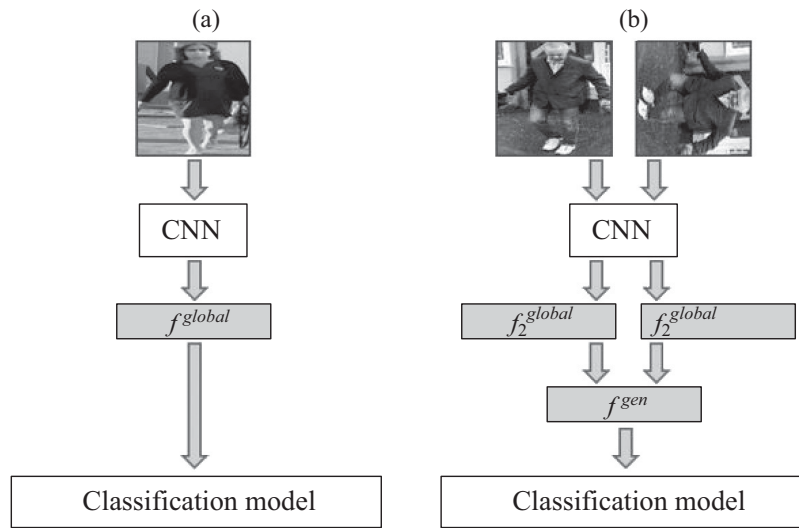 (a)
(b)
CNN
CNN
f^global
f_2^global
f_2^global
f^gen
Classification model
Classification model